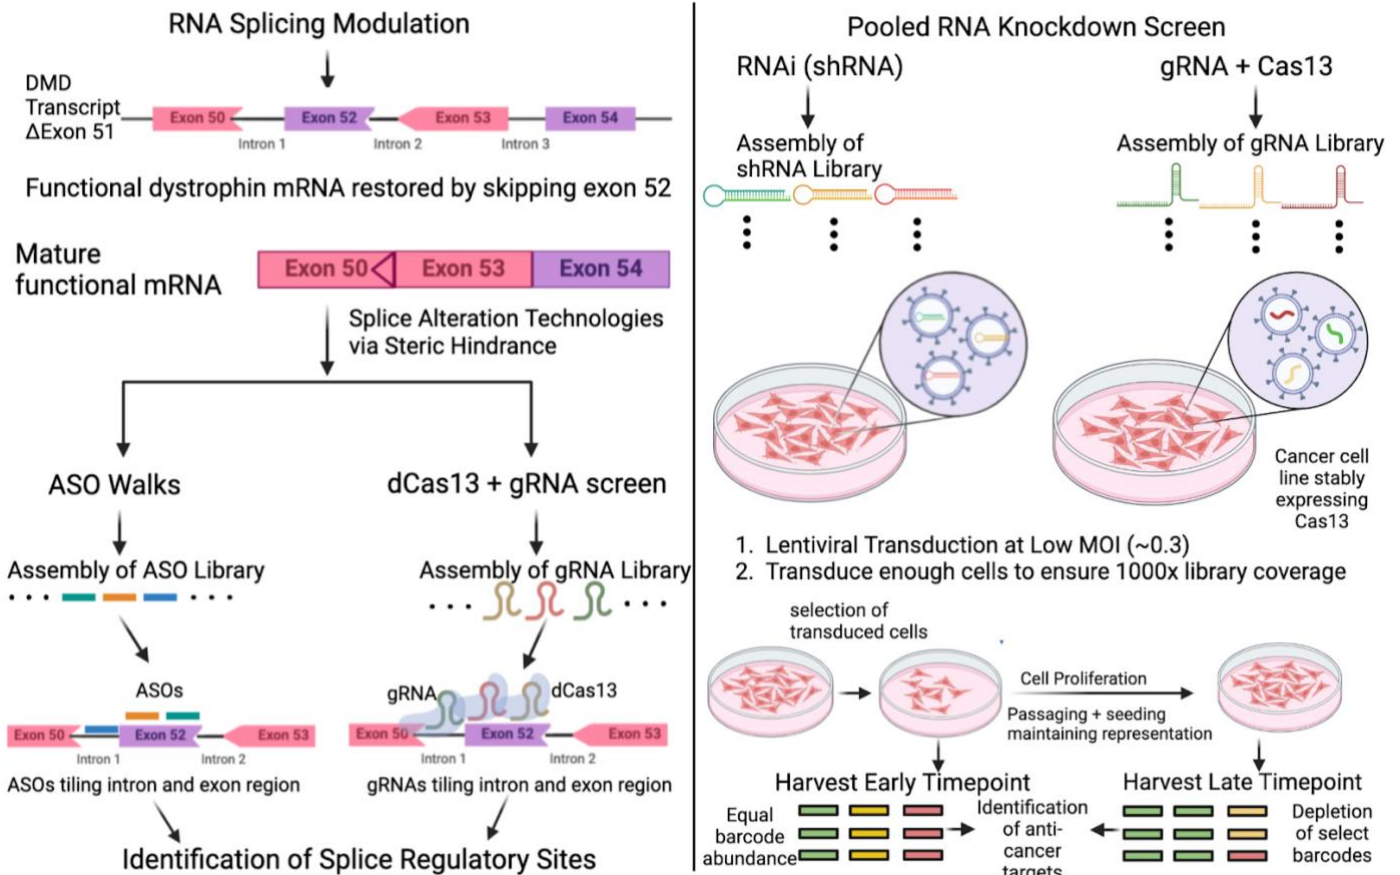 RNA Splicing Modulation
DMD
Transcript
ΔExon 51
Exon 50
Exon 52
Exon 53
Exon 54
Intron 1
Intron 2
Intron 3
Functional dystrophin mRNA restored by skipping exon 52
Mature
functional mRNA
Exon 50
Exon 53
Exon 54
Splice Alteration Technologies
via Steric Hindrance
ASO Walks
Assembly of ASO Library
ASOs
Exon 50
Exon 52
Exon 53
Intron 1
Intron 2
ASOs tiling intron and exon region
dCas13 + gRNA screen
Assembly of gRNA Library
gRNA
dCas13
Exon 50
Exon 52
Exon 53
Intron 1
Intron 2
gRNAs tiling intron and exon region
Identification of Splice Regulatory Sites
Pooled RNA Knockdown Screen
RNAi (shRNA)
Assembly of
shRNA Library
gRNA + Cas13
Assembly of gRNA Library
Cancer cell
line stably
expressing
Cas13
1. Lentiviral Transduction at Low MOI (~0.3)
2. Transduce enough cells to ensure 1000x library coverage
selection of
transduced cells
Cell Proliferation
Passaging + seeding
maintaining representation
Harvest Early Timepoint
Equal
barcode
abundance
Identification
of anti-
cancer
targets
Harvest Late Timepoint
Depletion
of select
barcodes